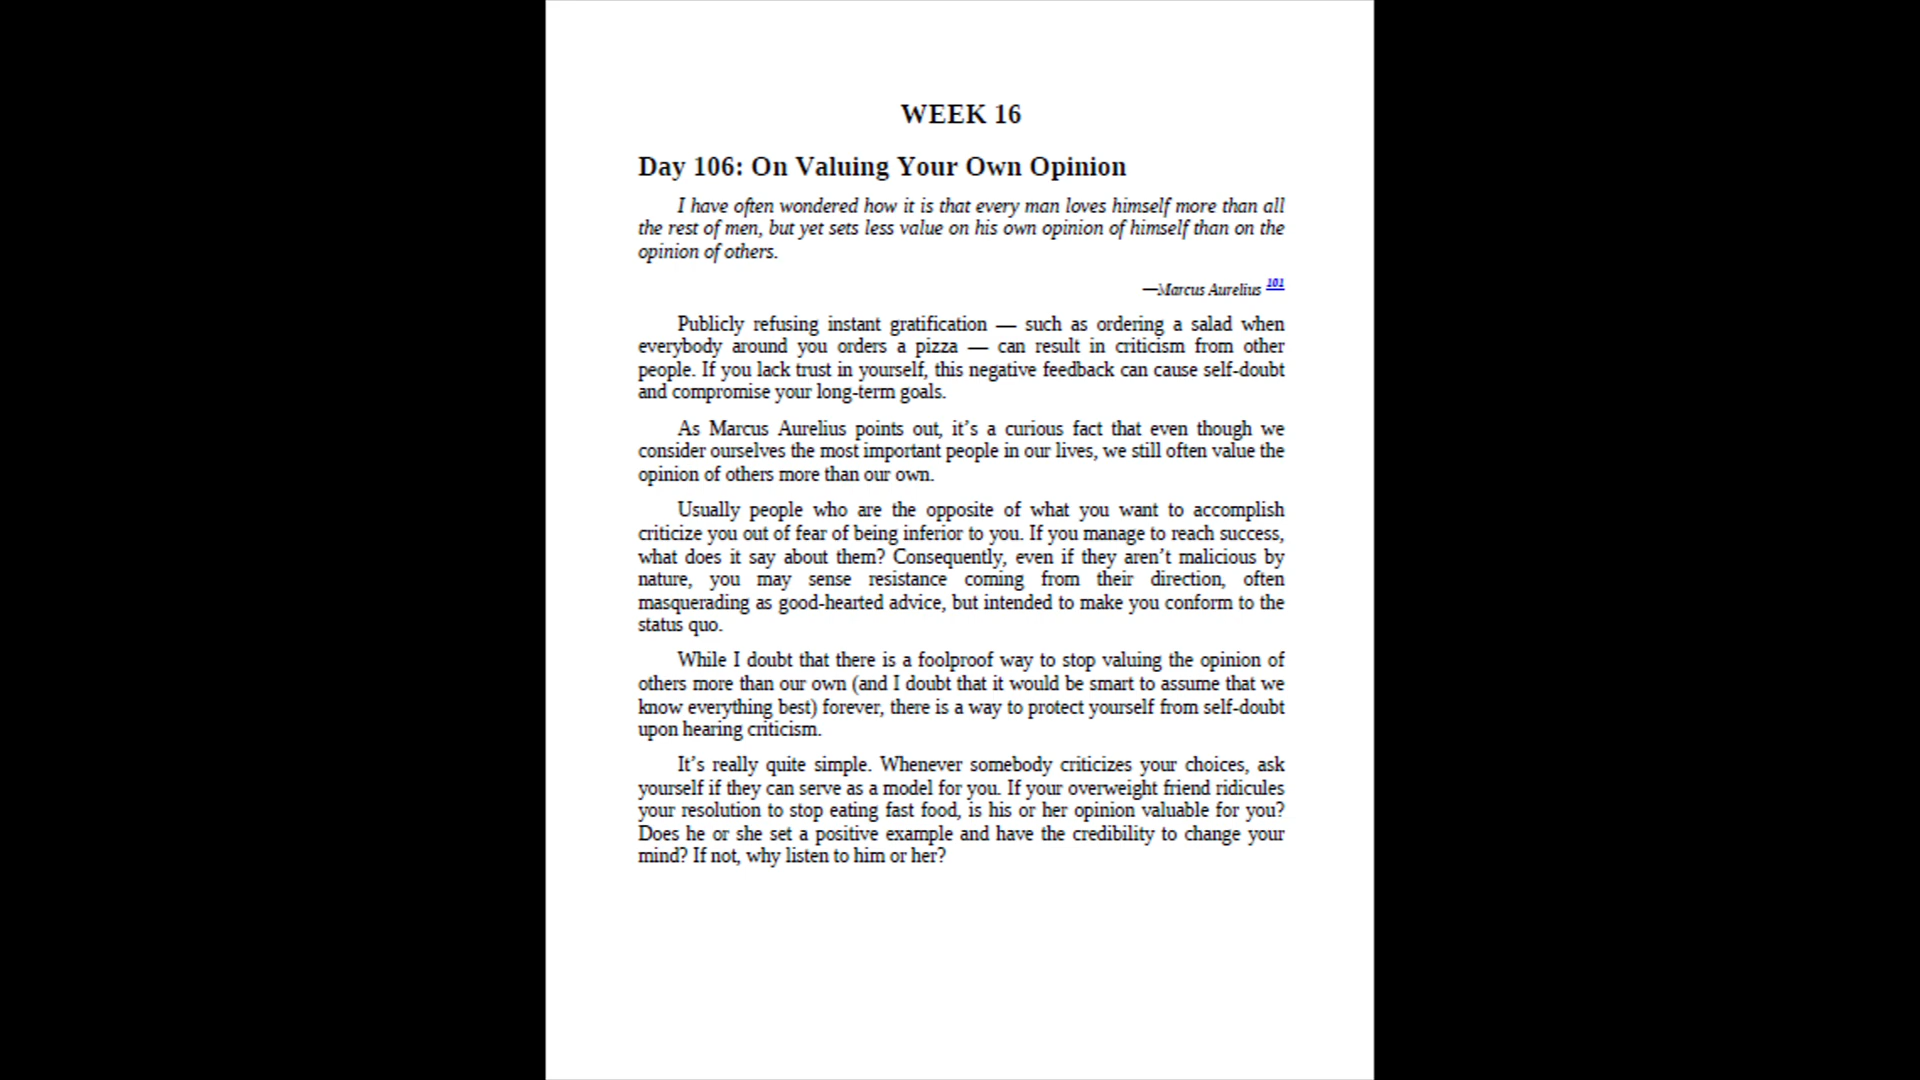 WEEK 16
Day 106: On Valuing Your Own Opinion
I have often wondered how it is that every man loves himself more than all
the rest of men, but yet sets less value on his own opinion of himself than on the
opinion of others.
—Marcus Aurelius 101
Publicly refusing instant gratification — such as ordering a salad when
everybody around you orders a pizza — can result in criticism from other
people. If you lack trust in yourself, this negative feedback can cause self-doubt
and compromise your long-term goals.
As Marcus Aurelius points out, it’s a curious fact that even though we
consider ourselves the most important people in our lives, we still often value the
opinion of others more than our own.
Usually people who are the opposite of what you want to accomplish
criticize you out of fear of being inferior to you. If you manage to reach success,
what does it say about them? Consequently, even if they aren’t malicious by
nature, you may sense resistance coming from their direction, often
masquerading as good-hearted advice, but intended to make you conform to the
status quo.
While I doubt that there is a foolproof way to stop valuing the opinion of
others more than our own (and I doubt that it would be smart to assume that we
know everything best) forever, there is a way to protect yourself from self-doubt
upon hearing criticism.
It’s really quite simple. Whenever somebody criticizes your choices, ask
yourself if they can serve as a model for you. If your overweight friend ridicules
your resolution to stop eating fast food, is his or her opinion valuable for you?
Does he or she set a positive example and have the credibility to change your
mind? If not, why listen to him or her?